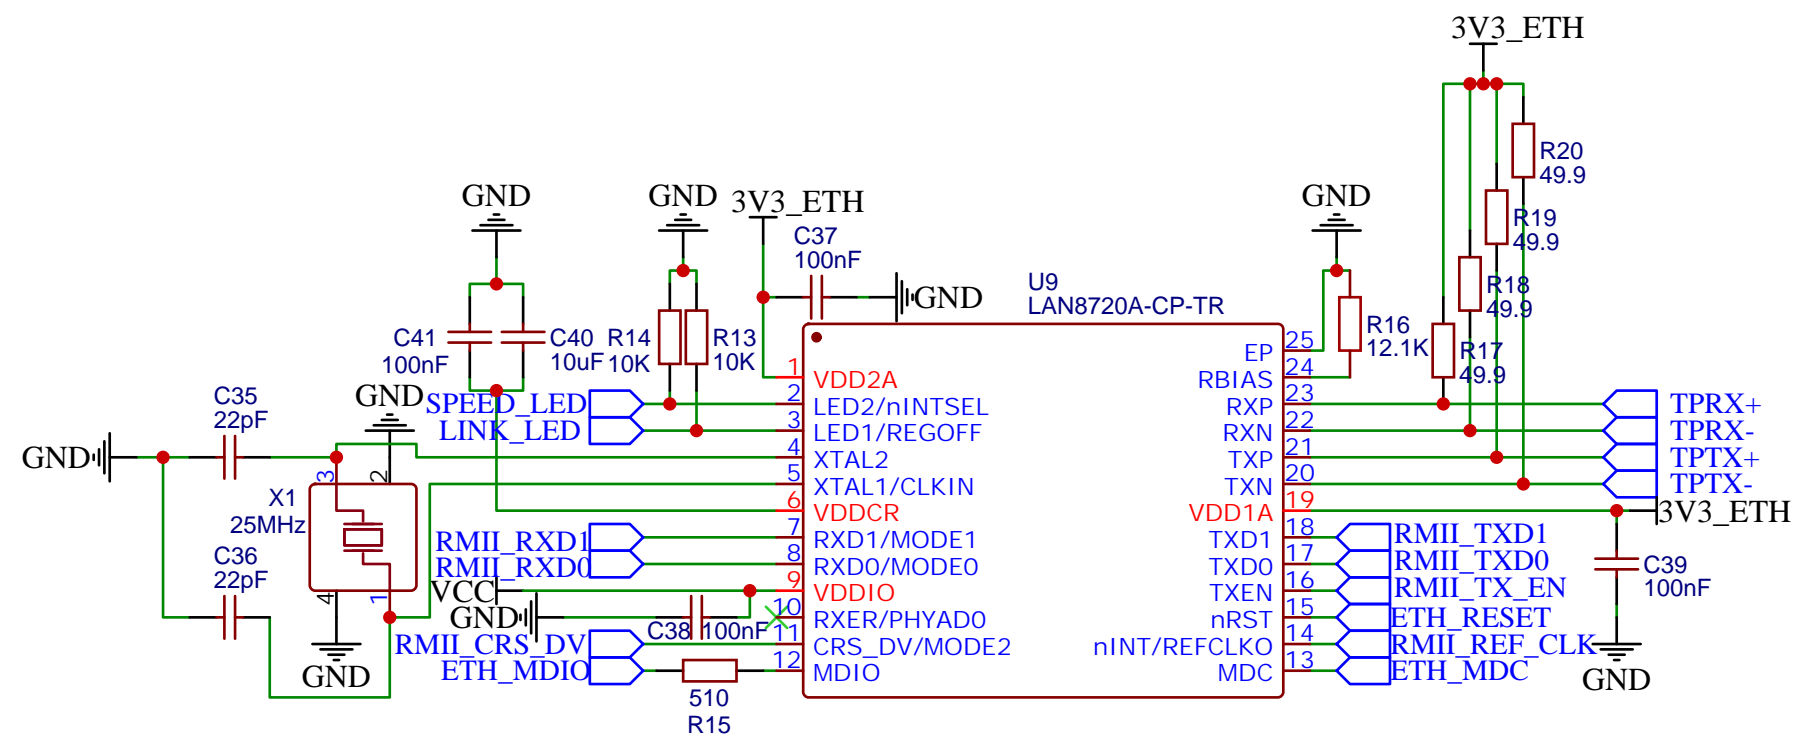 3V3_ETH
R20
49.9
GND
GND
3V3_ETH
GND
R19
49.9
C37
100nF
U9
LAN8720A-CP-TR
GND
R18
49.9
C41
100nF
C40
10uF
R14
10K
R13
10K
R16
12.1K
R17
49.9
GND
C35
22pF
SPEED_LED
LINK_LED
1
VDD2A
2
LED2/nINTSEL
3
LED1/REGOFF
4
XTAL2
5
XTAL1/CLKIN
6
VDDCR
7
RXD1/MODE1
8
RXD0/MODE0
9
VDDIO
10
RXER/PHYAD0
11
CRS_DV/MODE2
12
MDIO
25
EP
24
RBIAS
23
RXP
22
RXN
21
TXP
20
TXN
19
VDD1A
18
TXD1
17
TXD0
16
TXEN
15
nRST
14
nINT/REFCLKO
13
MDC
TPRX+
TPRX-
TPTX+
TPTX-
3V3_ETH
GND
3
2
X1
25MHz
4
1
C36
22pF
GND
RMII_RXD1
RMII_RXD0
VCC
GND
C38
100nF
RMII_CRS_DV
ETH_MDIO
510
R15
RMII_TXD1
RMII_TXD0
RMII_TX_EN
ETH_RESET
RMII_REF_CLK
ETH_MDC
C39
100nF
GND